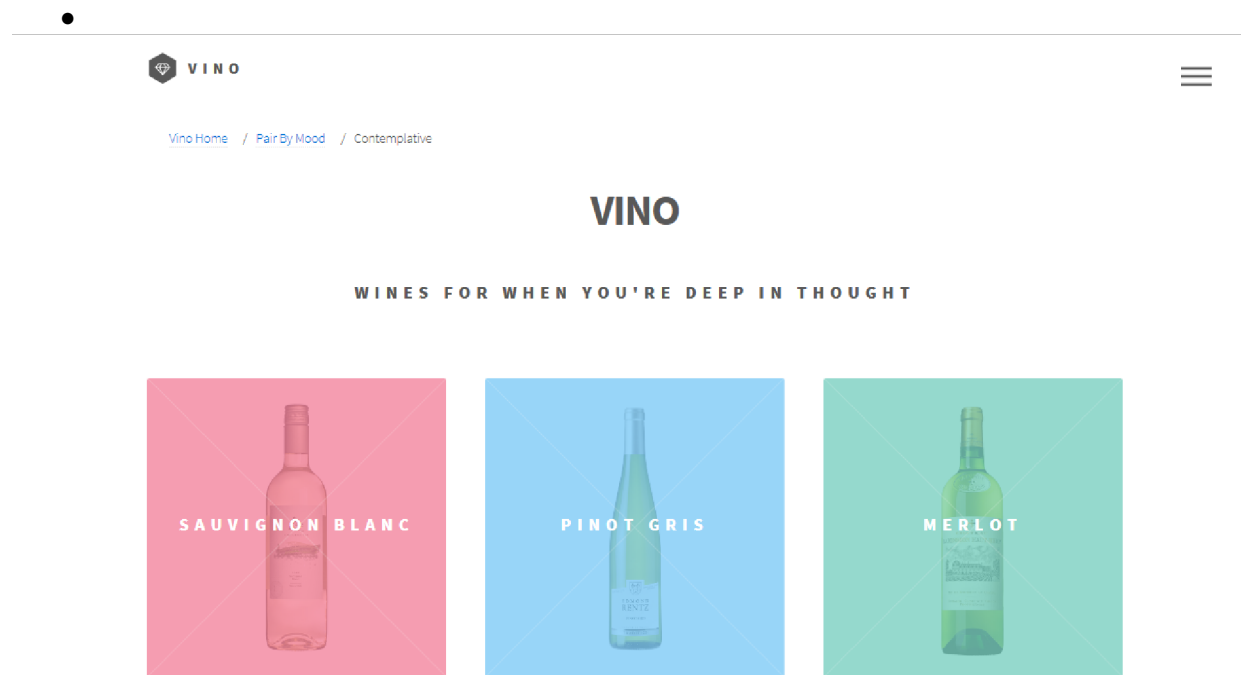 VINO
Vino Home / Pair By Mood / Contemplative
VINO
WINES FOR WHEN YOU'RE DEEP IN THOUGHT
SAUVIGNON BLANC
PINOT GRIS
MERLOT
RENTZ